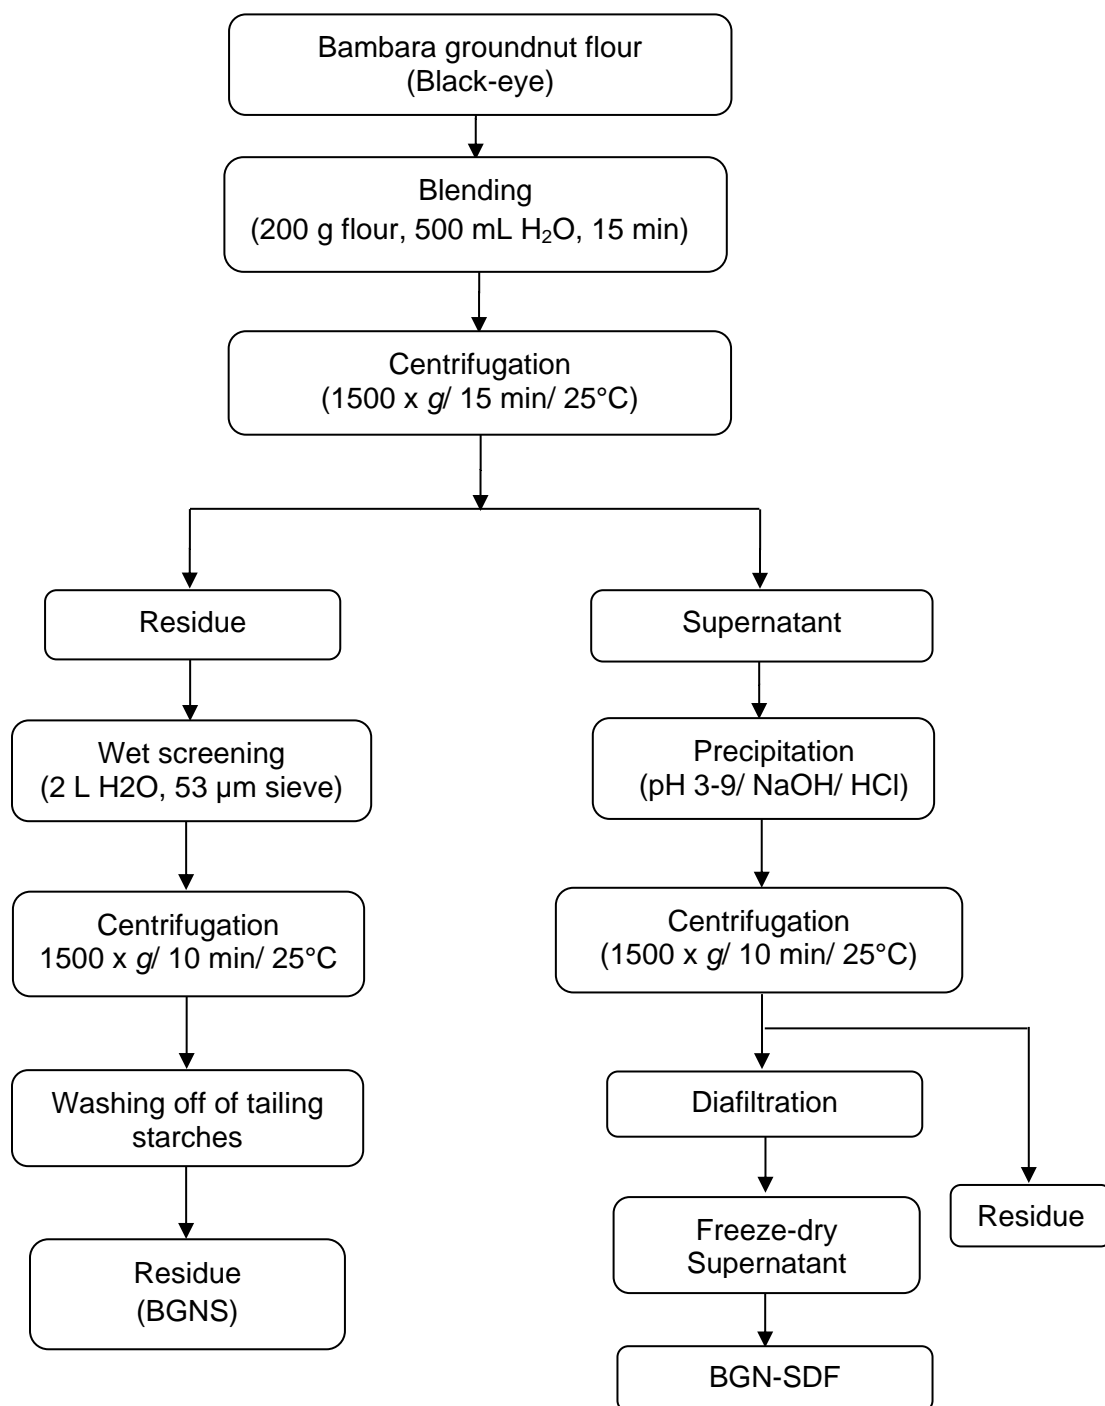 Bambara groundnut flour
(Black-eye)
Blending
(200 g flour, 500 mL H₂O, 15 min)
Centrifugation
(1500 x g/ 15 min/ 25°C)
Residue
Supernatant
Wet screening
(2 L H2O, 53 µm sieve)
Precipitation
(pH 3-9/ NaOH/ HCl)
Centrifugation
1500 x g/ 10 min/ 25°C
Centrifugation
(1500 x g/ 10 min/ 25°C)
Washing off of tailing
starches
Diafiltration
Residue
(BGNS)
Freeze-dry
Supernatant
Residue
BGN-SDF